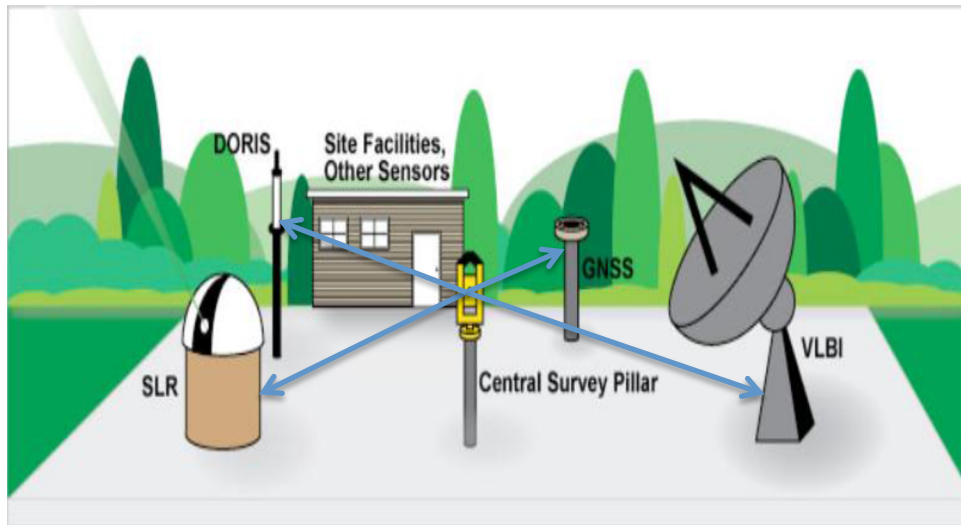 DORIS
Site Facilities,
Other Sensors
GNSS
VLBI
SLR
Central Survey Pillar